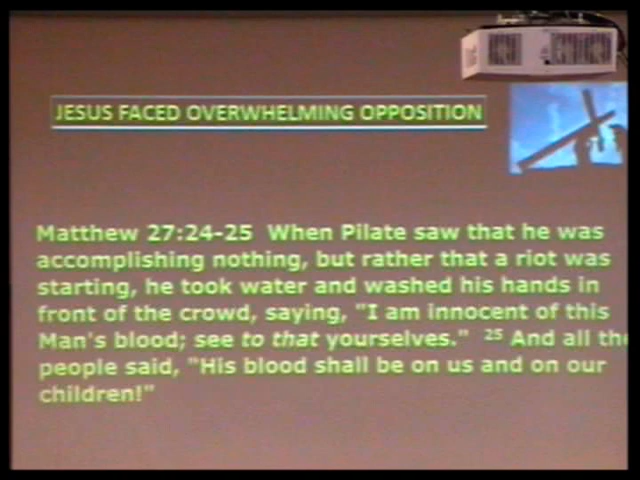 JESUS FACED OVERWHELMING OPPOSITION
Matthew 27:24-25 When Pilate saw that he was
accomplishing nothing, but rather that a riot was
starting, he took water and washed his hands in
front of the crowd, saying, "I am innocent of this
Man's blood; see to that yourselves." 25 And all the
people said, "His blood shall be on us and on our
children!"